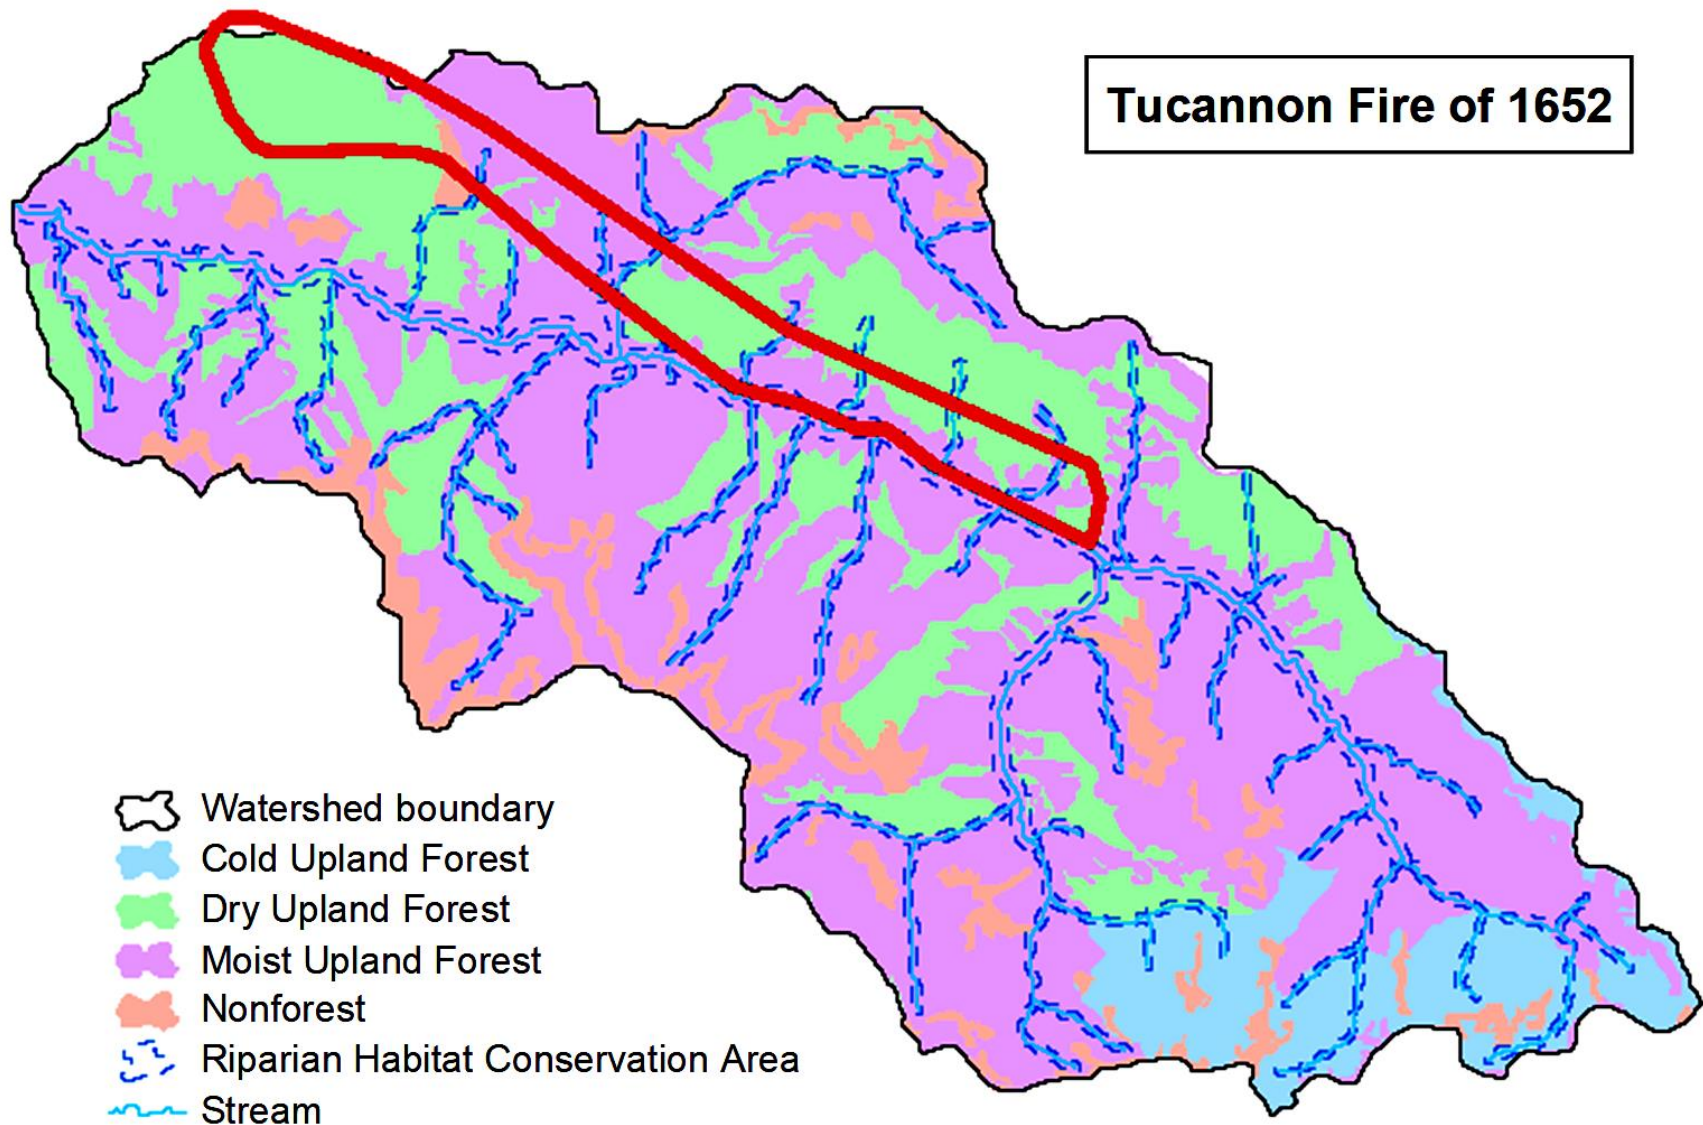 Tucannon Fire of 1652
Watershed boundary
Cold Upland Forest
Dry Upland Forest
Moist Upland Forest
Nonforest
Riparian Habitat Conservation Area
Stream